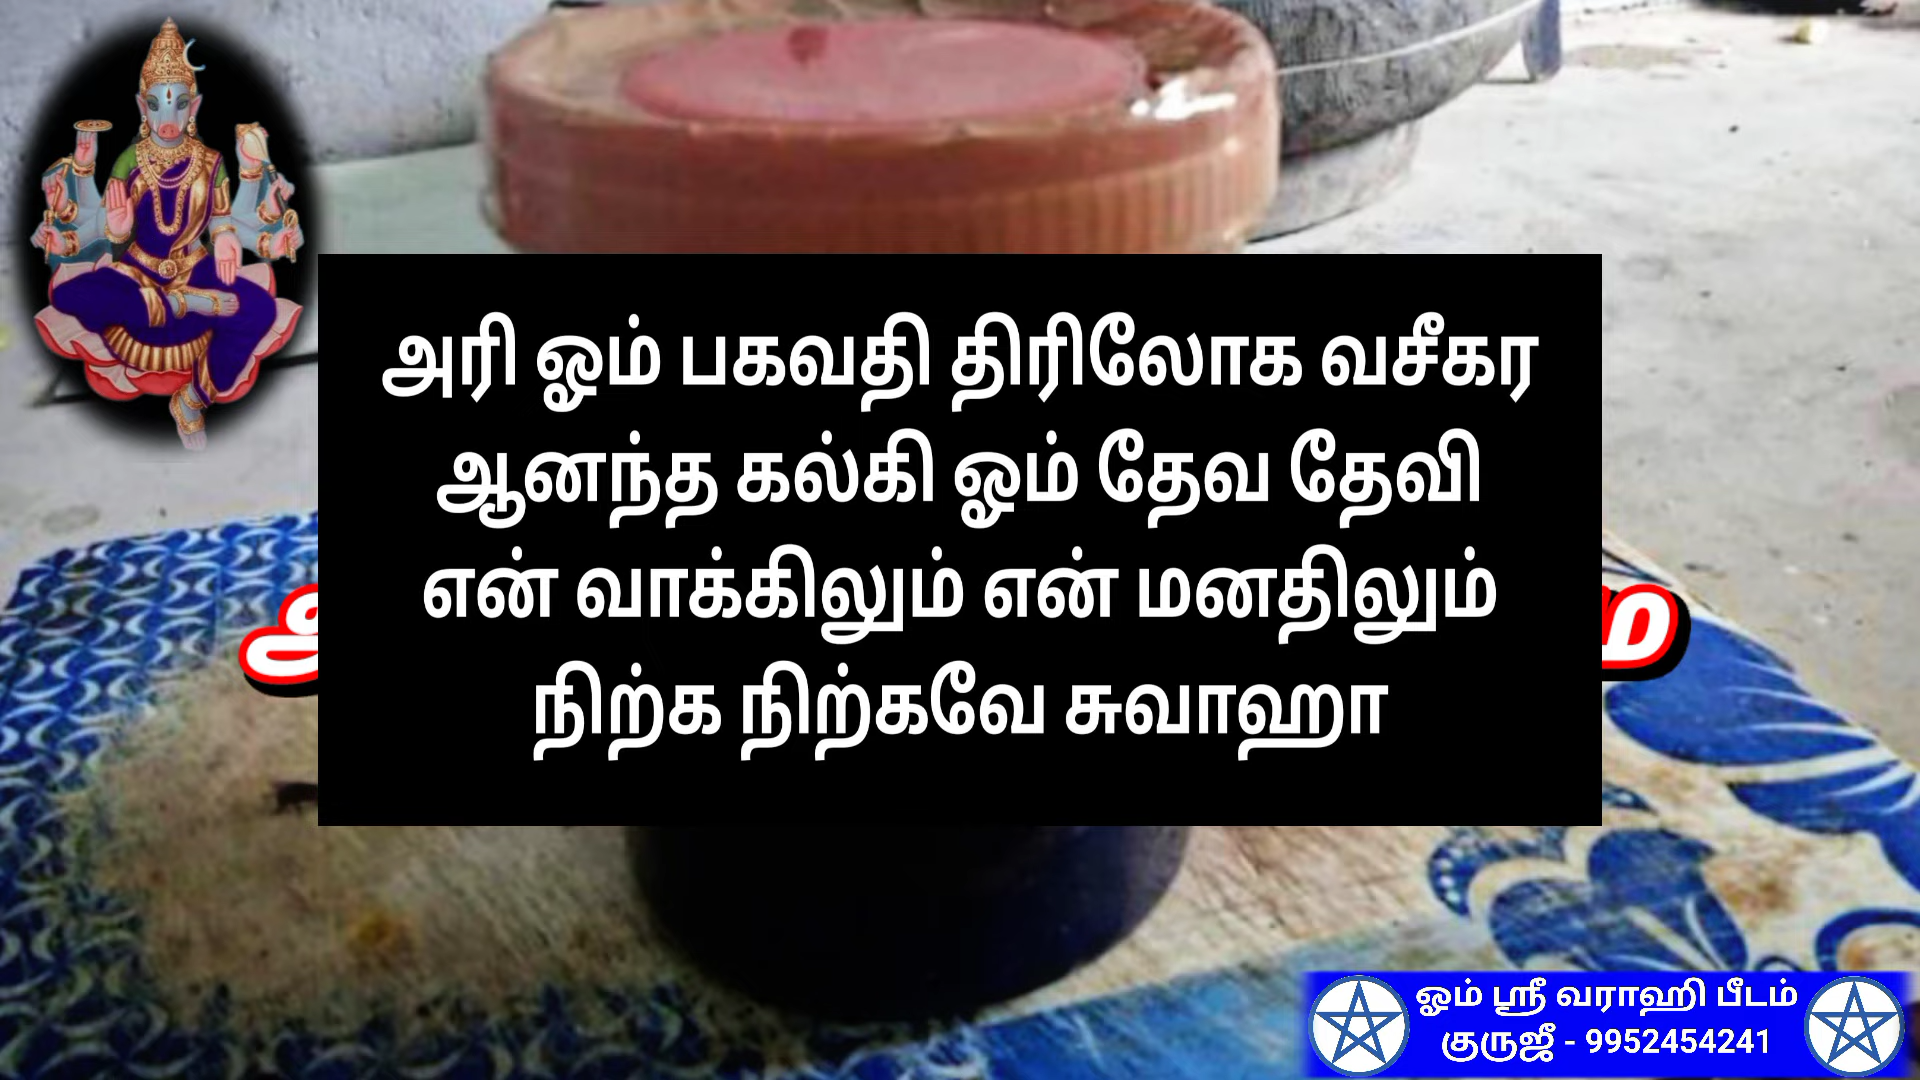 அரி ஓம் பகவதி திரிலோக வசீகர
ஆனந்த கல்கி ஓம் தேவ தேவி
என் வாக்கிலும் என் மனதிலும்
நிற்க நிற்கவே சுவாஹா
ஓம் ஸ்ரீ வராஹி பீடம்
குருஜீ - 9952454241